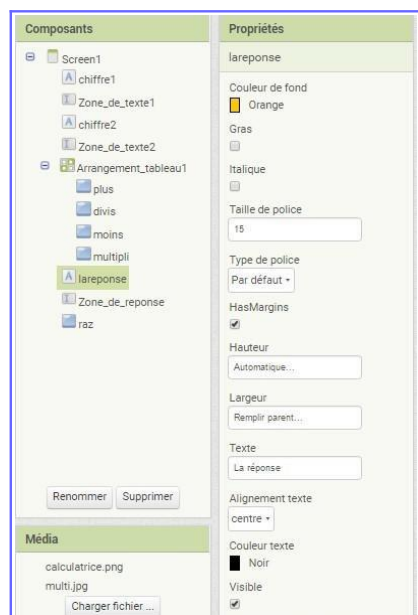 Composants
Screen1
chiffre1
Zone_de_texte1
chiffre2
Zone_de_texte2
Arrangement_tableau1
plus
divis
moins
multipli
lareponse
Zone_de_reponse
raz
Renommer
Supprimer
Média
calculatrice.png
multi.jpg
Charger fichier ...
Propriétés
lareponse
Couleur de fond
Orange
Gras
Italique
Taille de police
15
Type de police
Par défaut
HasMargins
Hauteur
Automatique...
Largeur
Remplir parent...
Texte
La réponse
Alignement texte
centre
Couleur texte
Noir
Visible